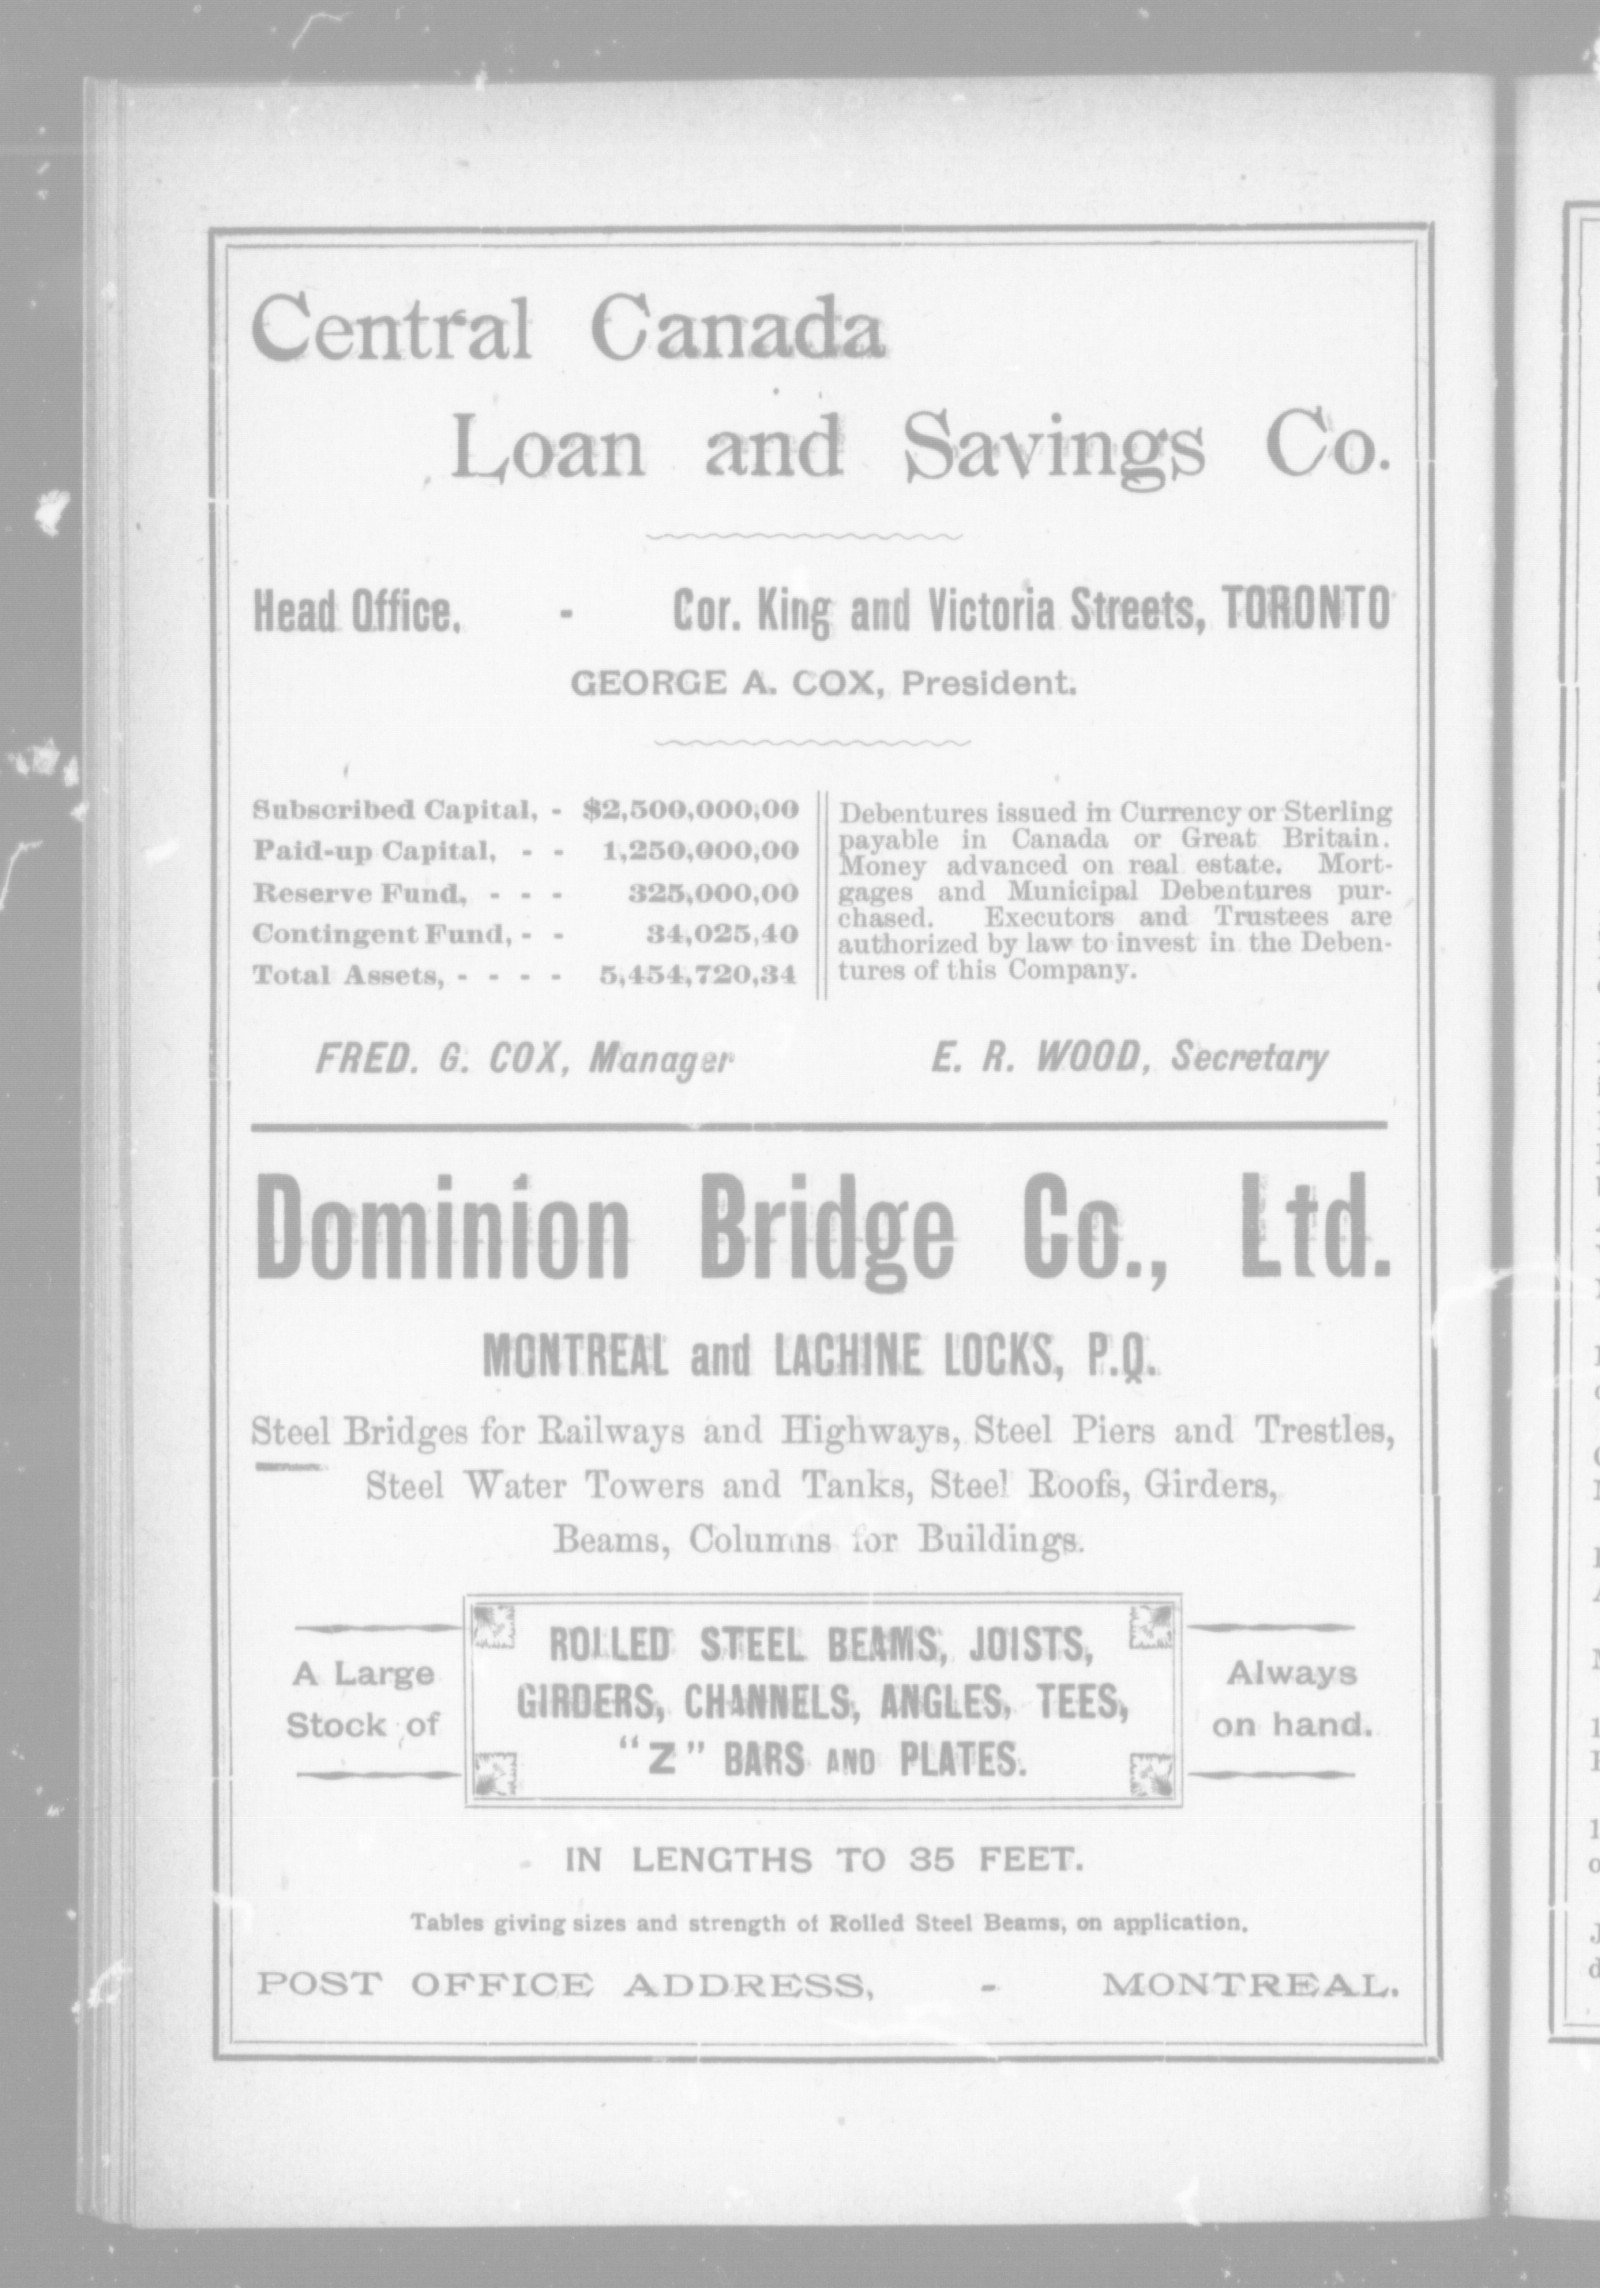 Central Canada
Loan and Savings Co.
Head Office, - Cor. King and Victoria Streets, TORONTO
GEORGE A. COX, President.
Subscribed Capital, - $2,500,000,00
Paid-up Capital, - - 1,250,000,00
Reserve Fund, - - - 325,000,00
Contingent Fund, - - 34,025,40
Total Assets, - - - - 5,454,720,34
Debentures issued in Currency or Sterling
payable in Canada or Great Britain.
Money advanced on real estate. Mort-
gages and Municipal Debentures pur-
chased. Executors and Trustees are
authorized by law to invest in the Deben-
tures of this Company.
FRED. G. COX, Manager
E. R. WOOD, Secretary
Dominion Bridge Co., Ltd.
MONTREAL and LACHINE LOCKS, P.Q.
Steel Bridges for Railways and Highways, Steel Piers and Trestles,
Steel Water Towers and Tanks, Steel Roofs, Girders,
Beams, Columns for Buildings.
A Large
Stock of
ROLLED STEEL BEAMS, JOISTS,
GIRDERS, CHANNELS, ANGLES, TEES,
"Z" BARS AND PLATES.
Always
on hand.
IN LENGTHS TO 35 FEET.
Tables giving sizes and strength of Rolled Steel Beams, on application.
POST OFFICE ADDRESS, - MONTREAL.